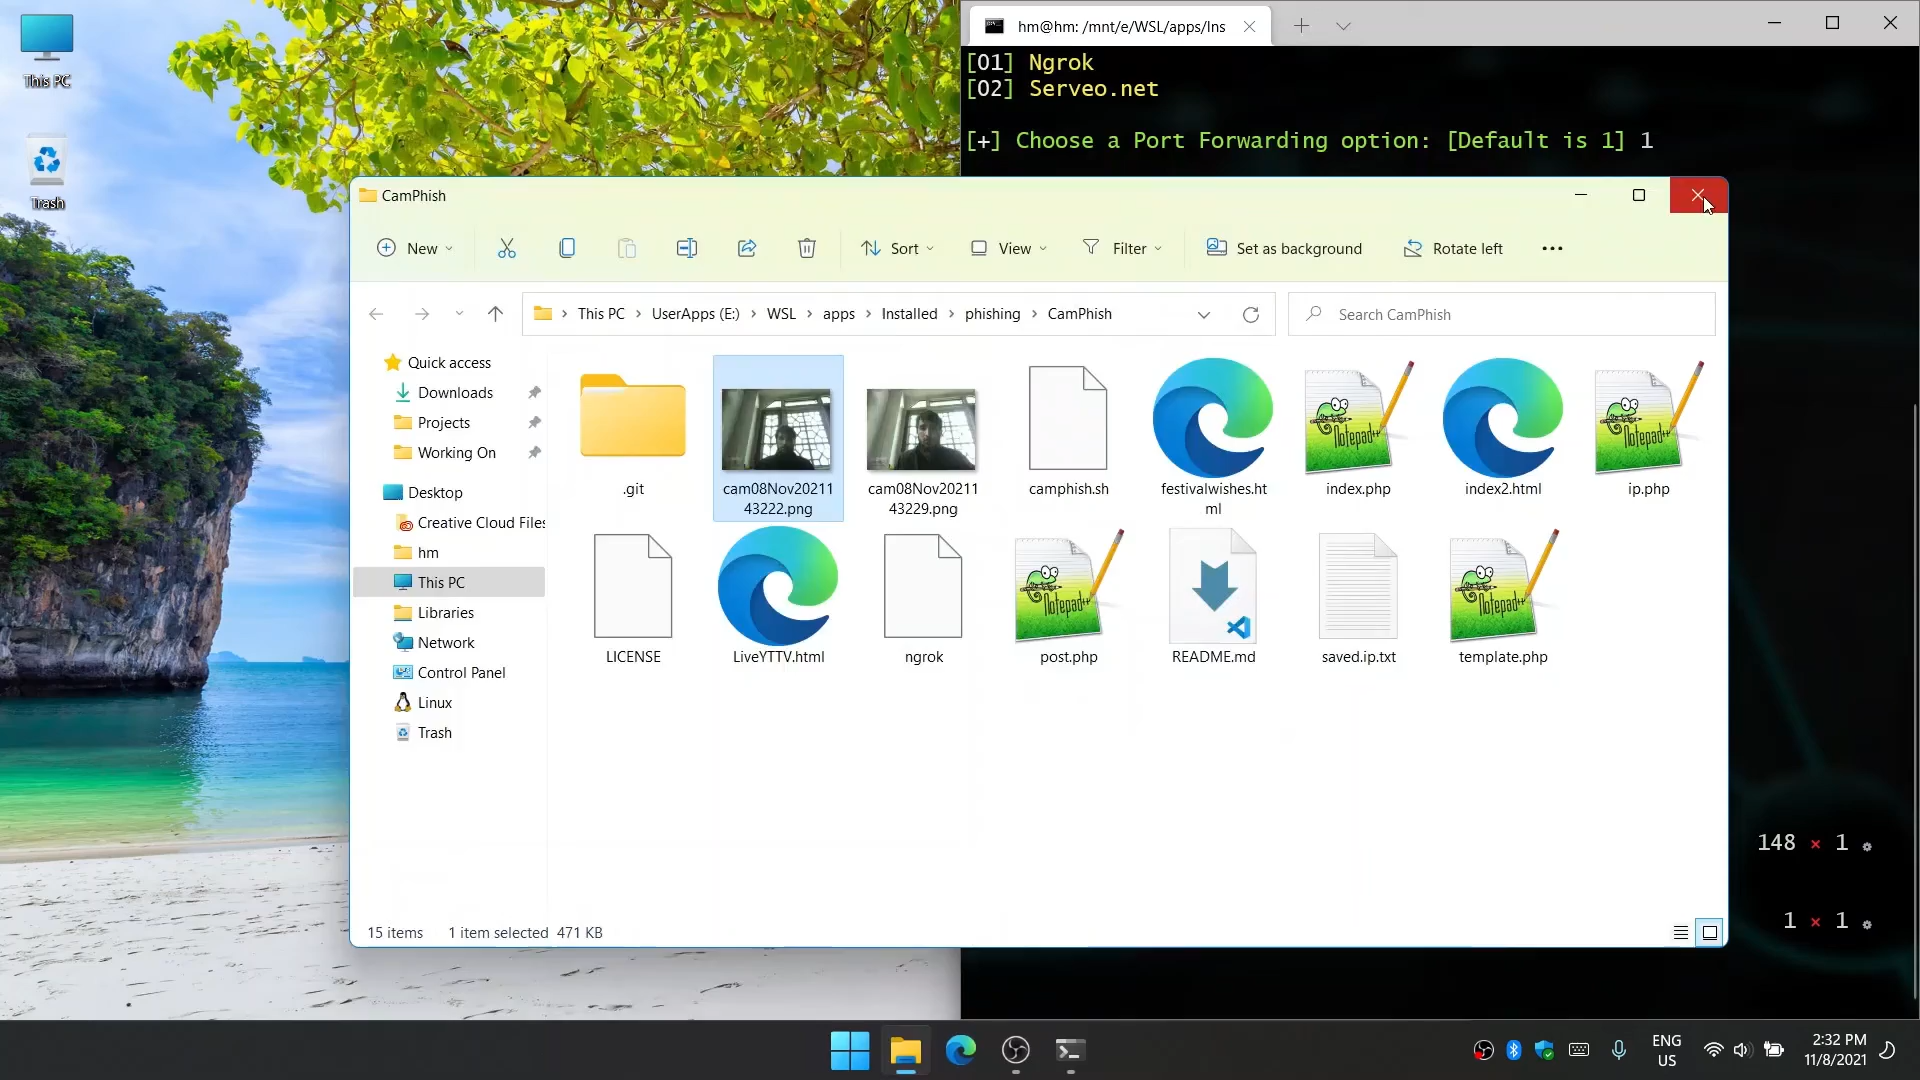 This PC
Trash
hm@hm: /mnt/e/WSL/apps/Ins
[01] Ngrok
[02] Serveo.net
[+] Choose a Port Forwarding option: [Default is 1] 1
CamPhish
New
Sort
View
Filter
Set as background
Rotate left
This PC > UserApps (E:) > WSL > apps > Installed > phishing > CamPhish
Search CamPhish
Quick access
Downloads
Projects
Working On
Desktop
Creative Cloud Files
hm
This PC
Libraries
Network
Control Panel
Linux
Trash
.git
cam08Nov20211
43222.png
cam08Nov20211
43229.png
camphish.sh
festivalwishes.ht
ml
index.php
index2.html
ip.php
LICENSE
LiveYTTV.html
ngrok
post.php
README.md
saved.ip.txt
template.php
Notepad++
Notepad++
Notepad++
Notepad++
15 items 1 item selected 471 KB
148 × 1
1 × 1
ENG
US
2:32 PM
11/8/2021